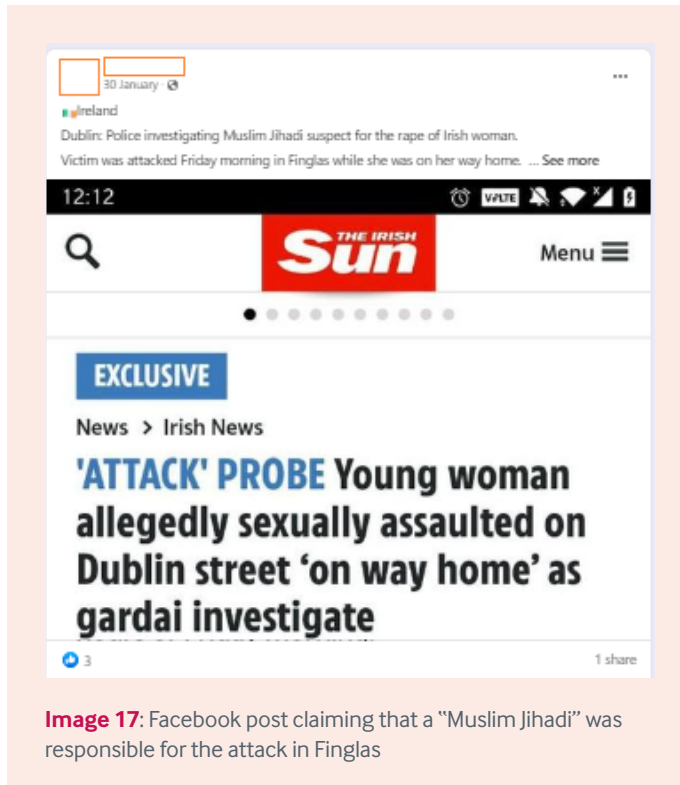 30 January
Ireland
Dublin: Police investigating Muslim Jihadi suspect for the rape of Irish woman.
Victim was attacked Friday morning in Finglas while she was on her way home. ... See more
12:12 VoLTE X
THE IRISH
Sun
Menu
EXCLUSIVE
News > Irish News
'ATTACK' PROBE Young woman
allegedly sexually assaulted on
Dublin street ‘on way home’ as
gardai investigate
3 1 share
Image 17: Facebook post claiming that a “Muslim Jihadi” was
responsible for the attack in Finglas